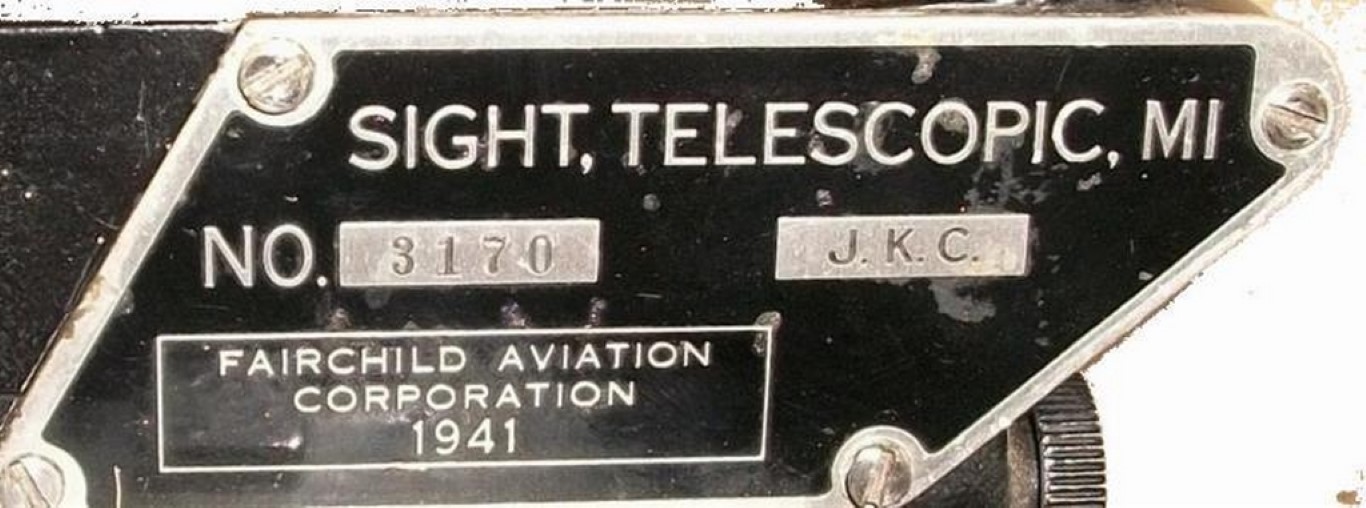 SIGHT, TELESCOPIC, MI
NO. 3170 J.K.C.
FAIRCHILD AVIATION
CORPORATION
1941